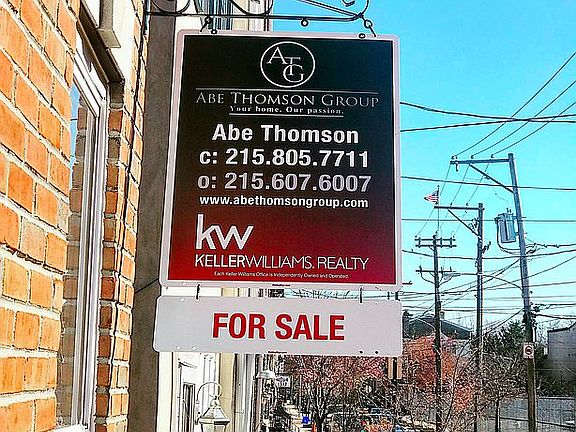 ATG
ABE THOMSON GROUP
Your home. Our passion.
Abe Thomson
c: 215.805.7711
o: 215.607.6007
www.abethomsongroup.com
kw
KELLERWILLIAMS. REALTY
Each Keller Williams Office is Independently Owned and Operated.
FOR SALE